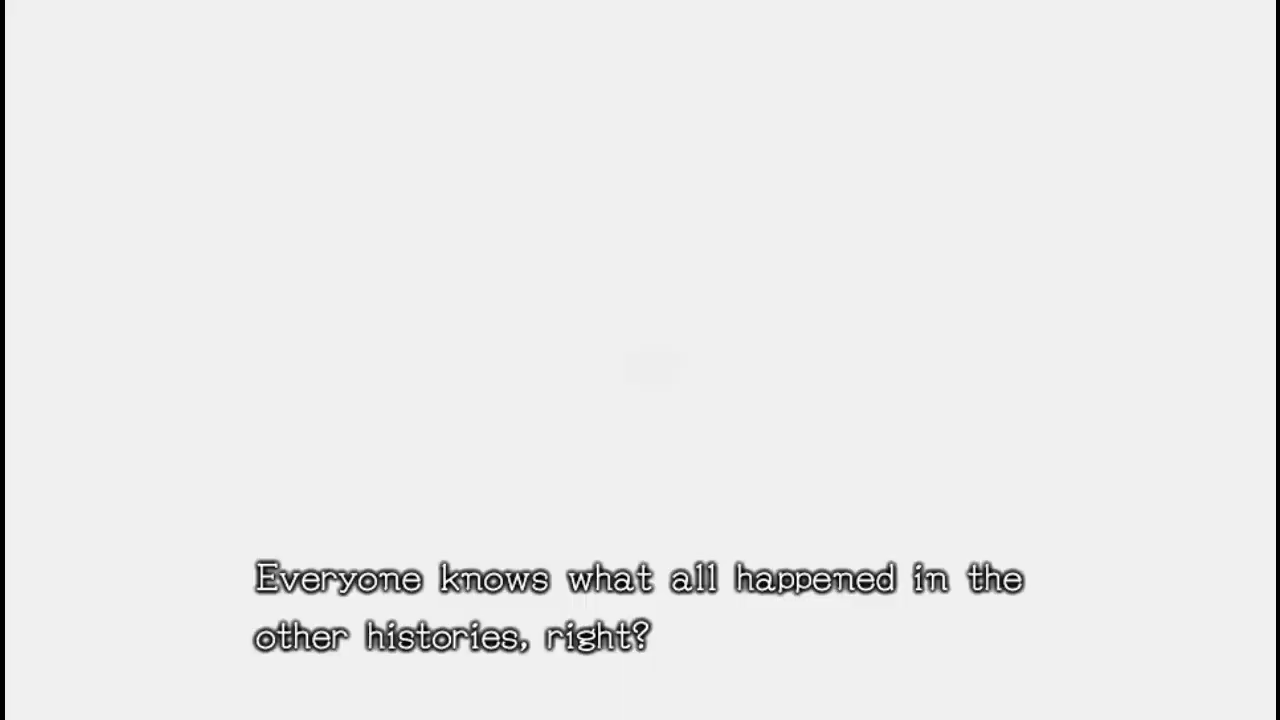 Everyone knows what all happened in the
other histories, right?